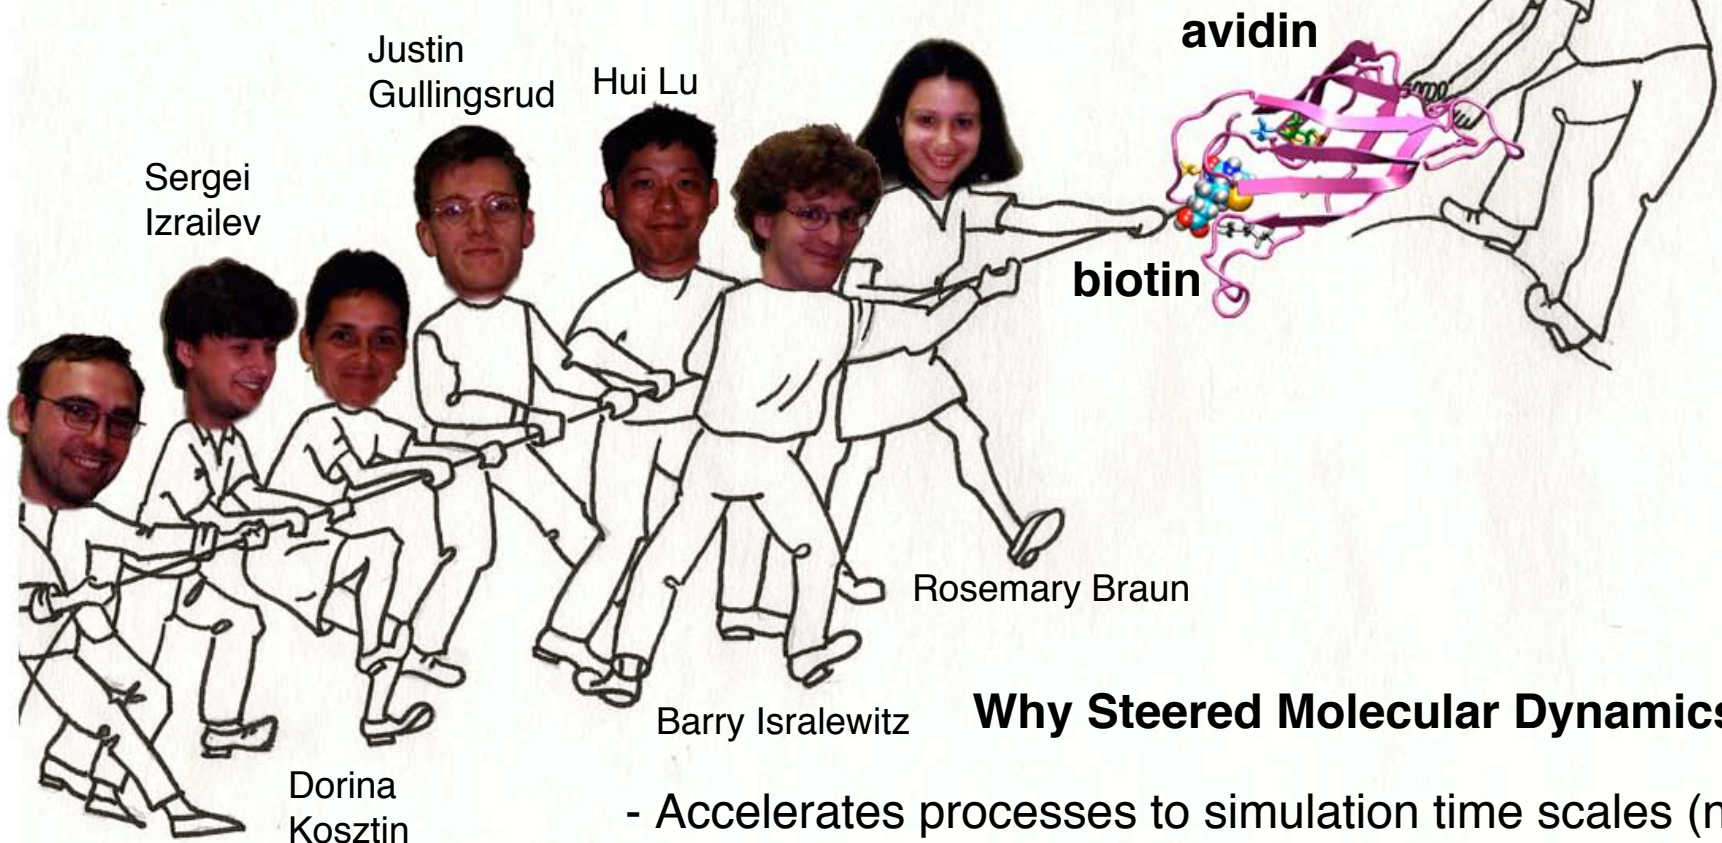 avidin
Justin
Gullingsrud
Hui Lu
Sergei
Izrailev
biotin
Rosemary Braun
Barry Isralewitz
Why Steered Molecular Dynamics
Dorina
Kosztin
- Accelerates processes to simulation time scales (n